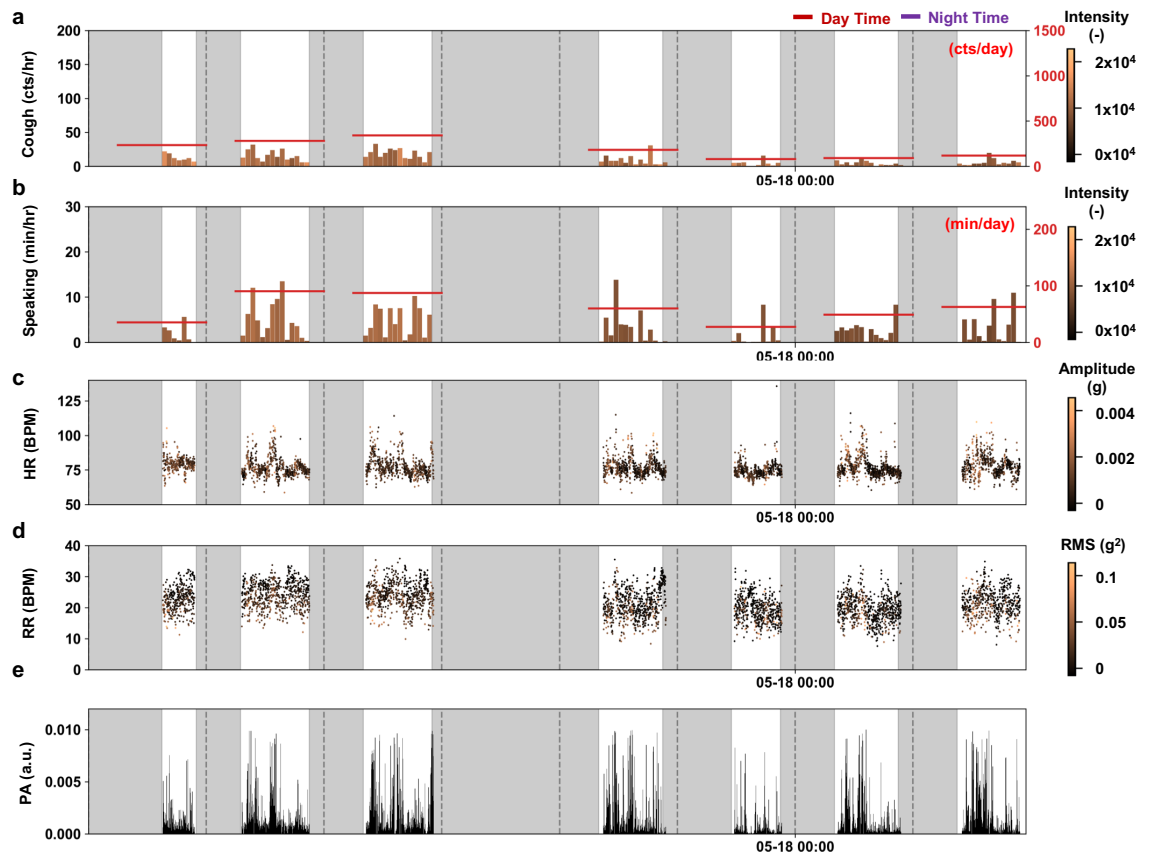 a
Day Time Night Time
Intensity
(-)
Cough (cts/hr)
200
150
100
50
0
(cts/day)
1500
1000
500
0
2x10⁴
1x10⁴
0x10⁴
05-18 00:00
b
Intensity
(-)
Speaking (min/hr)
30
20
10
0
(min/day)
200
100
0
2x10⁴
1x10⁴
0x10⁴
05-18 00:00
c
Amplitude
(g)
HR (BPM)
125
100
75
50
0.004
0.002
0
05-18 00:00
d
RMS (g²)
RR (BPM)
40
30
20
10
0
0.1
0.05
0
05-18 00:00
e
PA (a.u.)
0.010
0.005
0.000
05-18 00:00